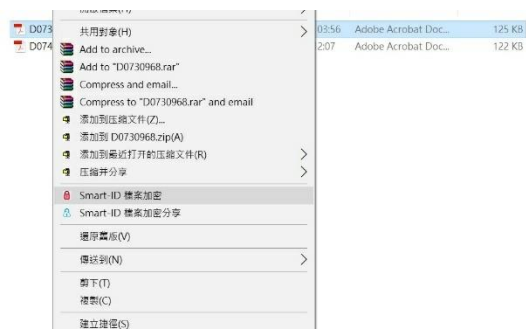 D073
03:56 Adobe Acrobat Doc... 125 KB
D074
2:07 Adobe Acrobat Doc... 122 KB
共用對象(H)
Add to archive...
Add to "D0730968.rar"
Compress and email...
Compress to "D0730968.rar" and email
添加到压缩文件(Z)...
添加到 D0730968.zip(A)
添加到最近打开的压缩文件(R)
压缩并分享
Smart-ID 檔案加密
Smart-ID 檔案加密分享
還原舊版(V)
傳送到(N)
剪下(T)
複製(C)
建立捷徑(S)